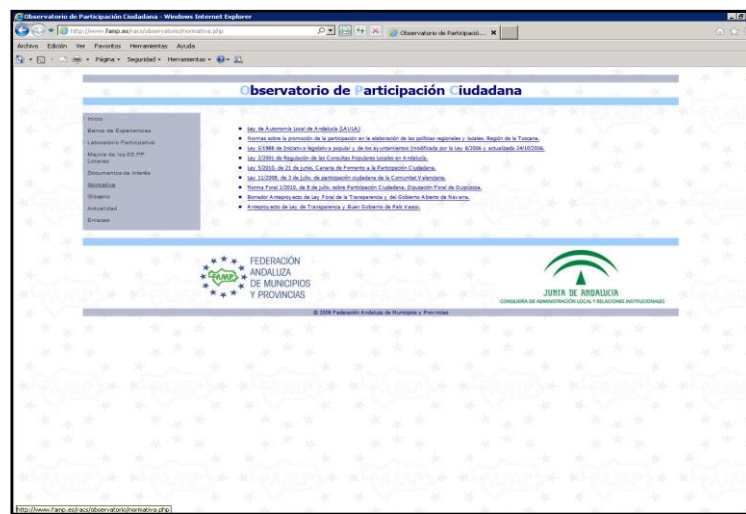 Observatorio de Participación Ciudadana - Windows Internet Explorer
http://www.famp.es/racs/observatorio/normativa.php
Observatorio de Participació...
Archivo Edición Ver Favoritos Herramientas Ayuda
Página Seguridad Herramientas
Observatorio de Participación Ciudadana
Inicio
Banco de Experiencias
Laboratorio Participativo
Mejora de los SS.PP.
Locales
Documentos de Interés
Normativa
Glosario
Actualidad
Enlaces
Ley de Autonomía Local de Andalucía (LAULA)
Normas sobre la promoción de la participación en la elaboración de las políticas regionales y locales. Región de la Toscana.
Ley 5/1988 de Iniciativa legislativa popular y de los ayuntamientos (modificada por la Ley 8/2006 y actualizada 24/10/2006.
Ley 2/2001 de Regulación de las Consultas Populares Locales en Andalucía.
Ley 5/2010, de 21 de junio, Canaria de Fomento a la Participación Ciudadana.
Ley 11/2008, de 3 de julio, de participación ciudadana de la Comunitat Valenciana.
Norma Foral 1/2010, de 8 de julio, sobre Participación Ciudadana. Diputación Foral de Guipúzcoa.
Borrador Anteproyecto de Ley Foral de la Transparencia y del Gobierno Abierto de Navarra.
Anteproyecto de Ley de Transparencia y Buen Gobierno de País Vasco.
FAMP
FEDERACIÓN
ANDALUZA
DE MUNICIPIOS
Y PROVINCIAS
JUNTA DE ANDALUCIA
CONSEJERÍA DE ADMINISTRACIÓN LOCAL Y RELACIONES INSTITUCIONALES
© 2006 Federación Andaluza de Municipios y Provincias
http://www.famp.es/racs/observatorio/normativa.php